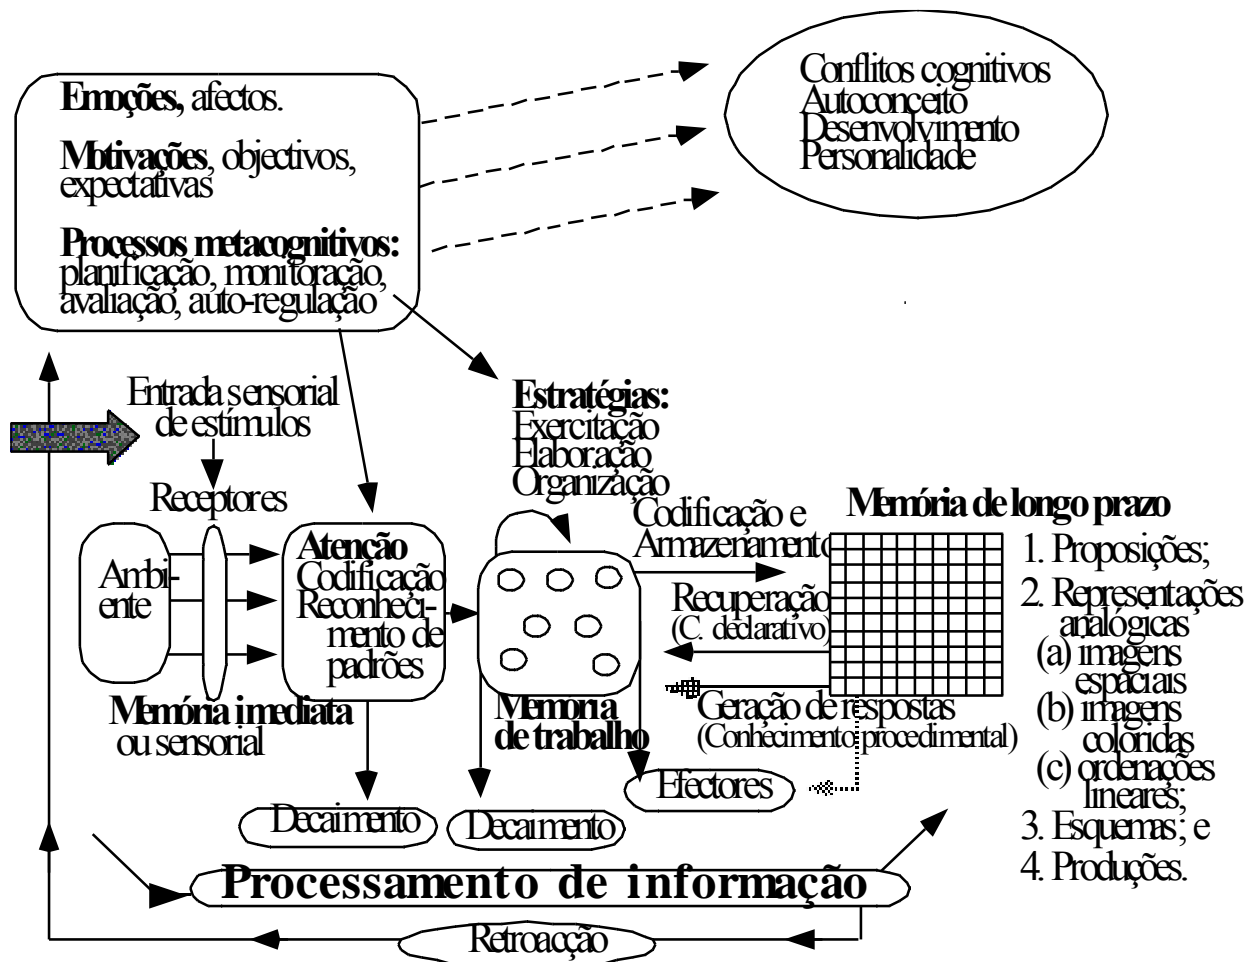 Emoções, afectos.
Motivações, objectivos,
expectativas
Processos metacognitivos:
planificação, monitoração,
avaliação, auto-regulação
Conflitos cognitivos
Autoconceito
Desenvolvimento
Personalidade
Entrada sensorial
de estímulos
Receptores
Estratégias:
Exercitação
Elaboração
Organização
Ambi-
ente
Atenção
Codificação
Reconheci-
mento de
padrões
Memória imediata
ou sensorial
Memória
de trabalho
Codificação e
Armazenamento
Recuperação
(C. declarativo)
Geração de respostas
(Conhecimento procedimental)
Memória de longo prazo
1. Proposições;
2. Representações
analógicas
(a) imagens
espaciais
(b) imagens
coloridas
(c) ordenações
lineares;
3. Esquemas; e
4. Produções.
Efectores
Decaimento
Decaimento
Processamento de informação
Retroacção